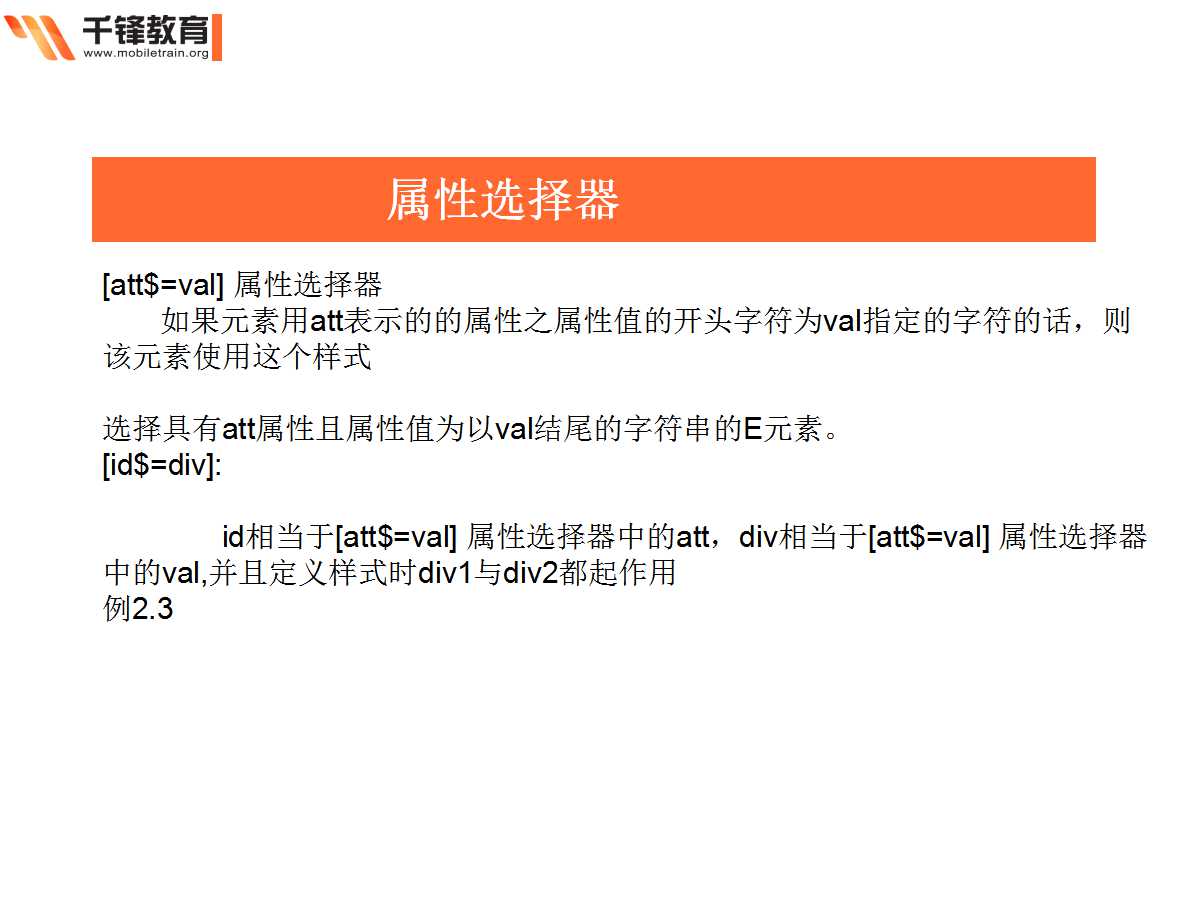 千锋教育
www.mobiletrain.org
属性选择器
[att$=val] 属性选择器
如果元素用att表示的的属性之属性值的开头字符为val指定的字符的话，则
该元素使用这个样式
选择具有att属性且属性值为以val结尾的字符串的E元素。
[id$=div]:
id相当于[att$=val] 属性选择器中的att，div相当于[att$=val] 属性选择器
中的val,并且定义样式时div1与div2都起作用
例2.3